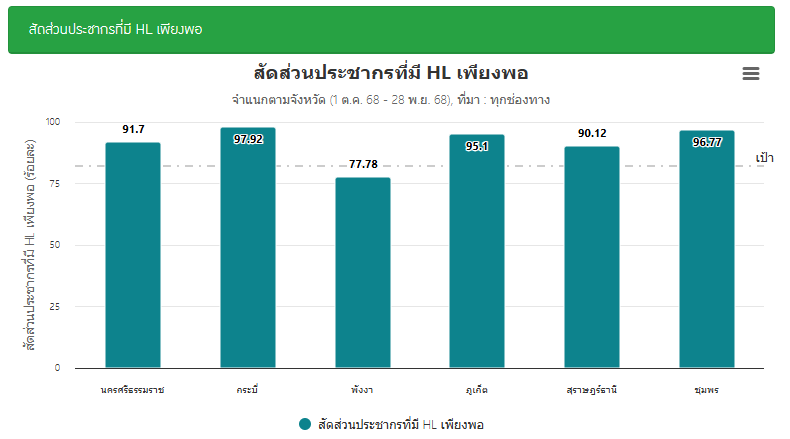 สัดส่วนประชากรที่มี HL เพียงพอ
สัดส่วนประชากรที่มี HL เพียงพอ
จำแนกตามจังหวัด (1 ต.ค. 68 - 28 พ.ย. 68), ที่มา : ทุกช่องทาง
สัดส่วนประชากรที่มี HL เพียงพอ (ร้อยละ)
100
75
50
25
0
91.7
97.92
77.78
95.1
90.12
96.77
เป้า
นครศรีธรรมราช
กระบี่
พังงา
ภูเก็ต
สุราษฎร์ธานี
ชุมพร
สัดส่วนประชากรที่มี HL เพียงพอ